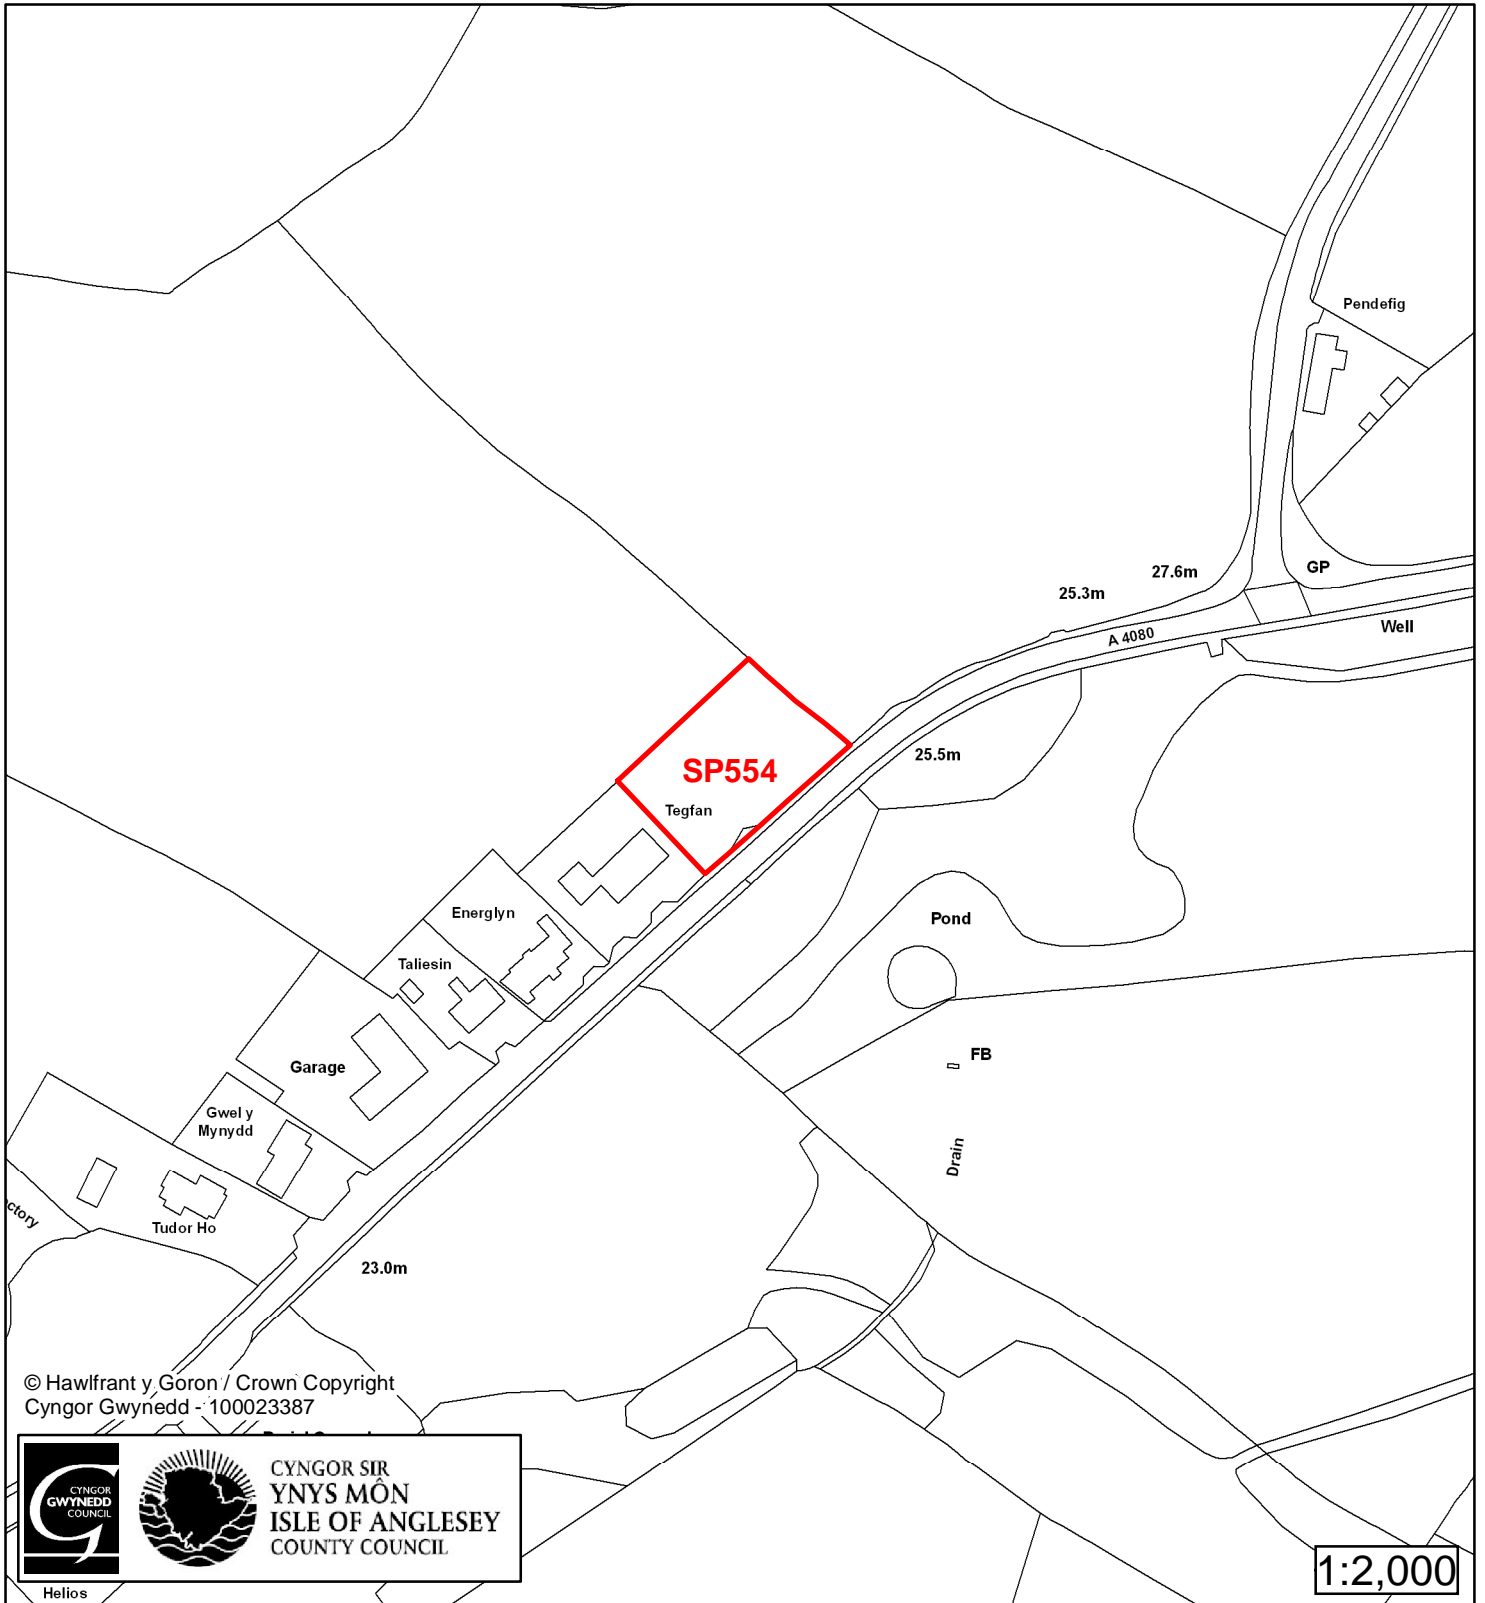 Pendefig
GP
27.6m
25.3m
Well
A 4080
25.5m
SP554
Tegfan
Energlyn
Pond
Taliesin
FB
Garage
Gwel y
Mynydd
Drain
ctory
Tudor Ho
23.0m
© Hawlfrant y Goron / Crown Copyright
Cyngor Gwynedd - 100023387
CYNGOR
GWYNEDD
COUNCIL
CYNGOR SIR
YNYS MÔN
ISLE OF ANGLESEY
COUNTY COUNCIL
1:2,000
Helios